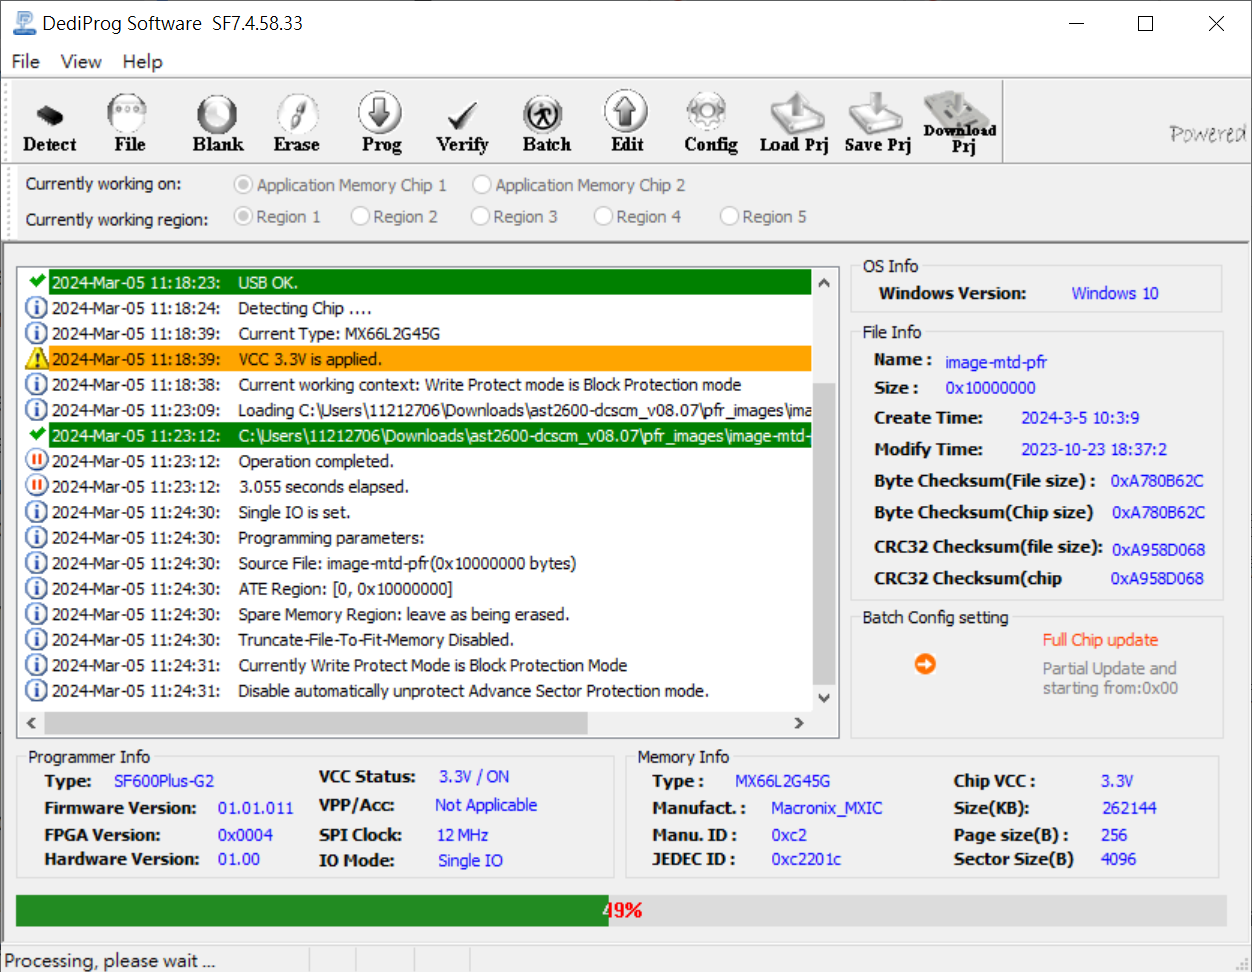 DediProg Software SF7.4.58.33
File View Help
Detect File Blank Erase Prog Verify Batch Edit Config Load Prj Save Prj Download Prj
Powered
Currently working on: Application Memory Chip 1 Application Memory Chip 2
Currently working region: Region 1 Region 2 Region 3 Region 4 Region 5
2024-Mar-05 11:18:23: USB OK.
2024-Mar-05 11:18:24: Detecting Chip ....
2024-Mar-05 11:18:39: Current Type: MX66L2G45G
2024-Mar-05 11:18:39: VCC 3.3V is applied.
2024-Mar-05 11:18:38: Current working context: Write Protect mode is Block Protection mode
2024-Mar-05 11:23:09: Loading C:\Users\11212706\Downloads\ast2600-dcscm_v08.07\pfr_images\ima
2024-Mar-05 11:23:12: C:\Users\11212706\Downloads\ast2600-dcscm_v08.07\pfr_images\image-mtd-
2024-Mar-05 11:23:12: Operation completed.
2024-Mar-05 11:23:12: 3.055 seconds elapsed.
2024-Mar-05 11:24:30: Single IO is set.
2024-Mar-05 11:24:30: Programming parameters:
2024-Mar-05 11:24:30: Source File: image-mtd-pfr(0x10000000 bytes)
2024-Mar-05 11:24:30: ATE Region: [0, 0x10000000]
2024-Mar-05 11:24:30: Spare Memory Region: leave as being erased.
2024-Mar-05 11:24:30: Truncate-File-To-Fit-Memory Disabled.
2024-Mar-05 11:24:31: Currently Write Protect Mode is Block Protection Mode
2024-Mar-05 11:24:31: Disable automatically unprotect Advance Sector Protection mode.
OS Info
Windows Version: Windows 10
File Info
Name : image-mtd-pfr
Size : 0x10000000
Create Time: 2024-3-5 10:3:9
Modify Time: 2023-10-23 18:37:2
Byte Checksum(File size) : 0xA780B62C
Byte Checksum(Chip size) 0xA780B62C
CRC32 Checksum(file size): 0xA958D068
CRC32 Checksum(chip 0xA958D068
Batch Config setting
Full Chip update
Partial Update and
starting from:0x00
Programmer Info
Type: SF600Plus-G2
Firmware Version: 01.01.011
FPGA Version: 0x0004
Hardware Version: 01.00
VCC Status: 3.3V / ON
VPP/Acc: Not Applicable
SPI Clock: 12 MHz
IO Mode: Single IO
Memory Info
Type : MX66L2G45G
Manufact. : Macronix_MXIC
Manu. ID : 0xc2
JEDEC ID : 0xc2201c
Chip VCC : 3.3V
Size(KB): 262144
Page size(B) : 256
Sector Size(B) 4096
49%
Processing, please wait ...